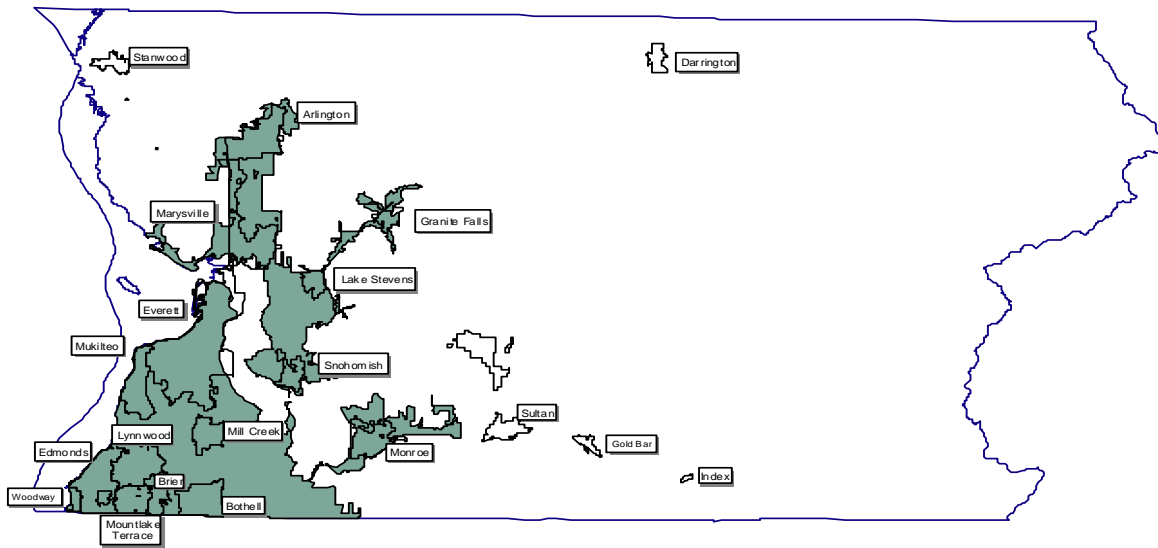 Stanwood
Darrington
Arlington
Marysville
Granite Falls
Lake Stevens
Everett
Mukilteo
Snohomish
Sultan
Lynnwood
Mill Creek
Gold Bar
Edmonds
Monroe
Index
Brier
Woodway
Bothell
Mountlake
Terrace